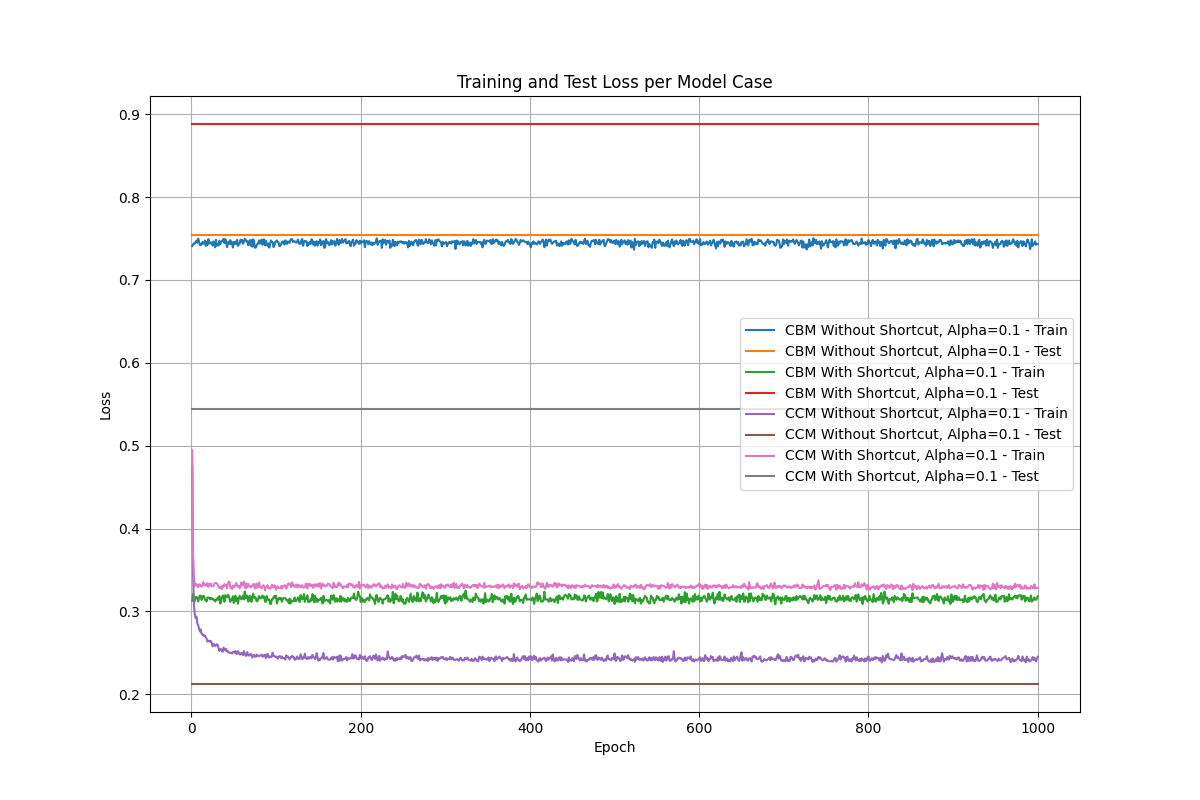 Training and Test Loss per Model Case
0.9
0.8
0.7
0.6
0.5
0.4
0.3
0.2
Loss
CBM Without Shortcut, Alpha=0.1 - Train
CBM Without Shortcut, Alpha=0.1 - Test
CBM With Shortcut, Alpha=0.1 - Train
CBM With Shortcut, Alpha=0.1 - Test
CCM Without Shortcut, Alpha=0.1 - Train
CCM Without Shortcut, Alpha=0.1 - Test
CCM With Shortcut, Alpha=0.1 - Train
CCM With Shortcut, Alpha=0.1 - Test
0 200 400 600 800 1000
Epoch